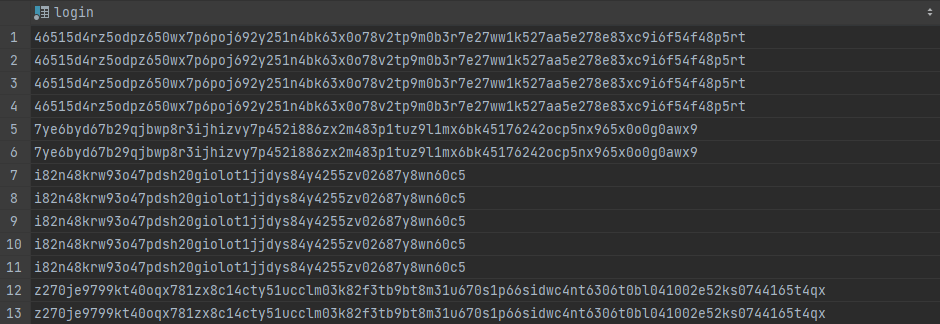 login
1 46515d4rz5odpz650wx7p6poj692y251n4bk63x0o78v2tp9m0b3r7e27ww1k527aa5e278e83xc9i6f54f48p5rt
2 46515d4rz5odpz650wx7p6poj692y251n4bk63x0o78v2tp9m0b3r7e27ww1k527aa5e278e83xc9i6f54f48p5rt
3 46515d4rz5odpz650wx7p6poj692y251n4bk63x0o78v2tp9m0b3r7e27ww1k527aa5e278e83xc9i6f54f48p5rt
4 46515d4rz5odpz650wx7p6poj692y251n4bk63x0o78v2tp9m0b3r7e27ww1k527aa5e278e83xc9i6f54f48p5rt
5 7ye6byd67b29qjbwp8r3ijhizvy7p452i886zx2m483p1tuz9l1mx6bk45176242ocp5nx965x0o0g0awx9
6 7ye6byd67b29qjbwp8r3ijhizvy7p452i886zx2m483p1tuz9l1mx6bk45176242ocp5nx965x0o0g0awx9
7 i82n48krw93o47pdsh20giolot1jjdys84y4255zv02687y8wn60c5
8 i82n48krw93o47pdsh20giolot1jjdys84y4255zv02687y8wn60c5
9 i82n48krw93o47pdsh20giolot1jjdys84y4255zv02687y8wn60c5
10 i82n48krw93o47pdsh20giolot1jjdys84y4255zv02687y8wn60c5
11 i82n48krw93o47pdsh20giolot1jjdys84y4255zv02687y8wn60c5
12 z270je9799kt40oqx781zx8c14cty51ucclm03k82f3tb9bt8m31u670s1p66sidwc4nt6306t0bl041002e52ks0744165t4qx
13 z270je9799kt40oqx781zx8c14cty51ucclm03k82f3tb9bt8m31u670s1p66sidwc4nt6306t0bl041002e52ks0744165t4qx